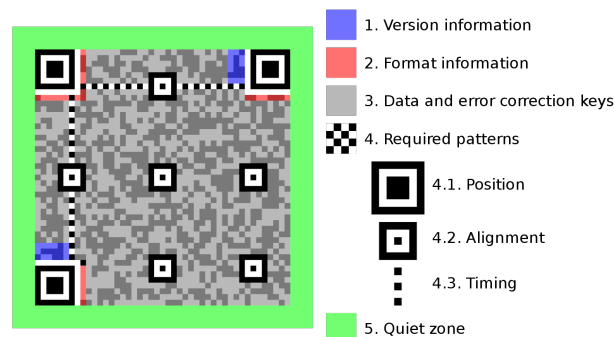 1. Version information
2. Format information
3. Data and error correction keys
4. Required patterns
4.1. Position
4.2. Alignment
4.3. Timing
5. Quiet zone